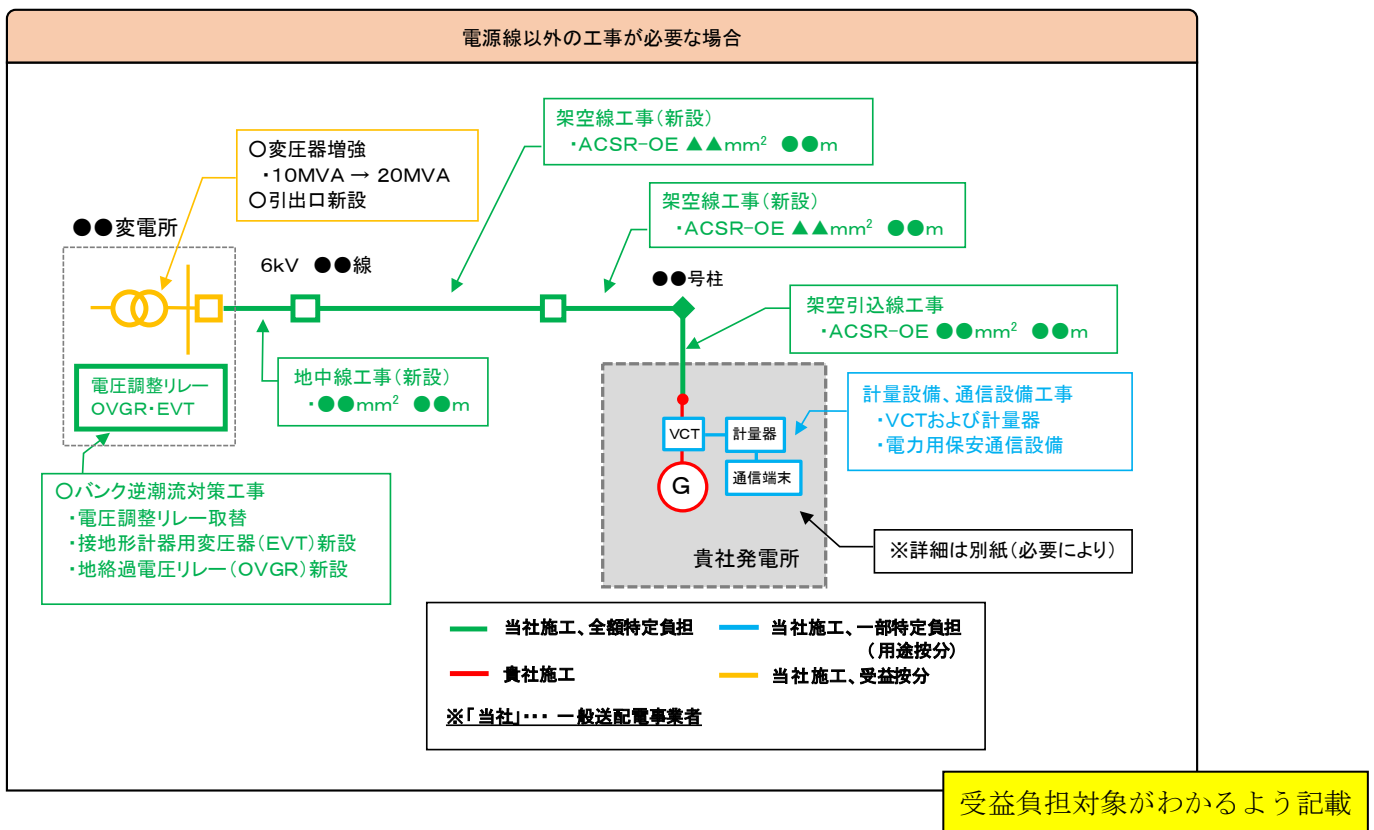 電源線以外の工事が必要な場合
架空線工事(新設)
・ACSR-OE ▲▲mm² ●●m
〇変圧器増強
・10MVA → 20MVA
〇引出口新設
架空線工事(新設)
・ACSR-OE ▲▲mm² ●●m
●●変電所
6kV ●●線
●●号柱
架空引込線工事
・ACSR-OE ●●mm² ●●m
電圧調整リレー
OVGR・EVT
地中線工事(新設)
・●●mm² ●●m
計量設備、通信設備工事
・VCTおよび計量器
・電力用保安通信設備
VCT
計量器
通信端末
G
〇バンク逆潮流対策工事
・電圧調整リレー取替
・接地形計器用変圧器(EVT)新設
・地絡過電圧リレー(OVGR)新設
貴社発電所
※詳細は別紙(必要により)
当社施工、全額特定負担
当社施工、一部特定負担
(用途按分)
貴社施工
当社施工、受益按分
※「当社」・・・ 一般送配電事業者
受益負担対象がわかるよう記載